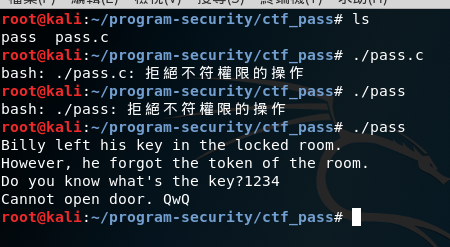 root@kali:~/program-security/ctf_pass# ls
pass  pass.c
root@kali:~/program-security/ctf_pass# ./pass.c
bash: ./pass.c: 拒絕不符權限的操作
root@kali:~/program-security/ctf_pass# ./pass
bash: ./pass: 拒絕不符權限的操作
root@kali:~/program-security/ctf_pass# ./pass
Billy left his key in the locked room.
However, he forgot the token of the room.
Do you know what's the key?1234
Cannot open door. QwQ
root@kali:~/program-security/ctf_pass#